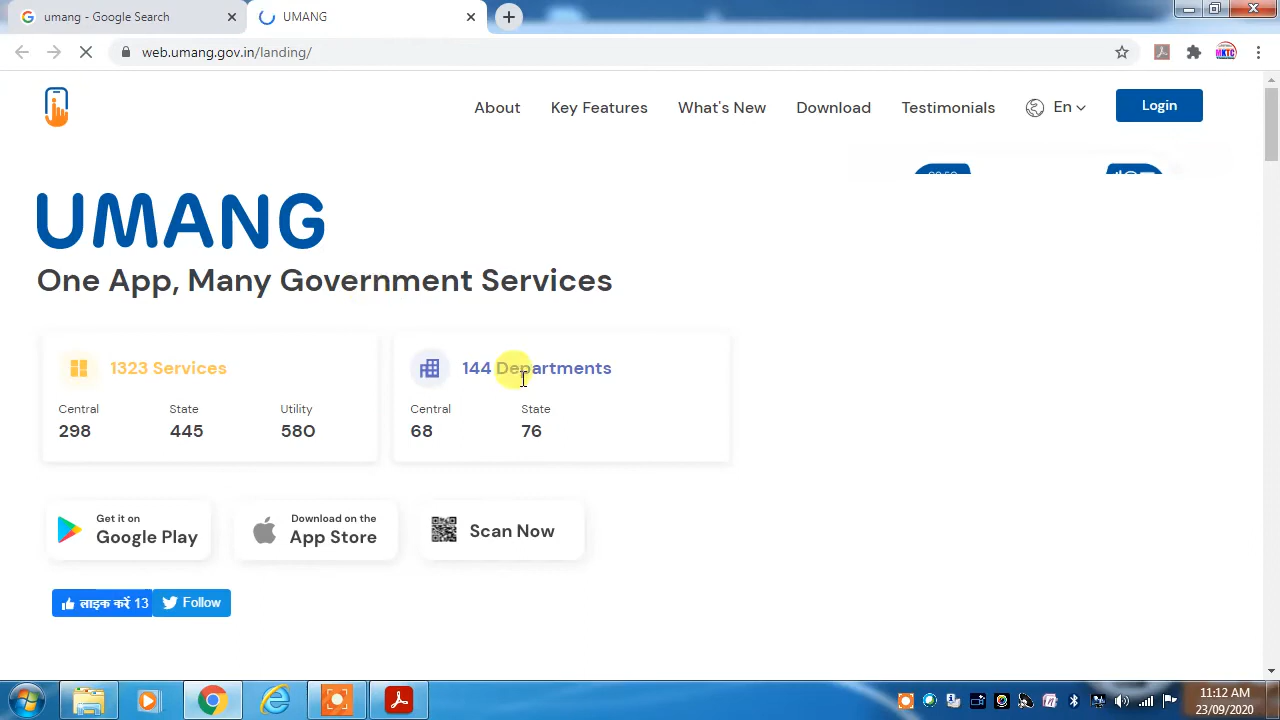 umang - Google Search
UMANG
web.umang.gov.in/landing/
MKTC
About Key Features What's New Download Testimonials En Login
UMANG
One App, Many Government Services
1323 Services
Central State Utility
298 445 580
144 Departments
Central State
68 76
Get it on
Google Play
Download on the
App Store
Scan Now
लाइक करें 13
Follow
11:12 AM
23/09/2020